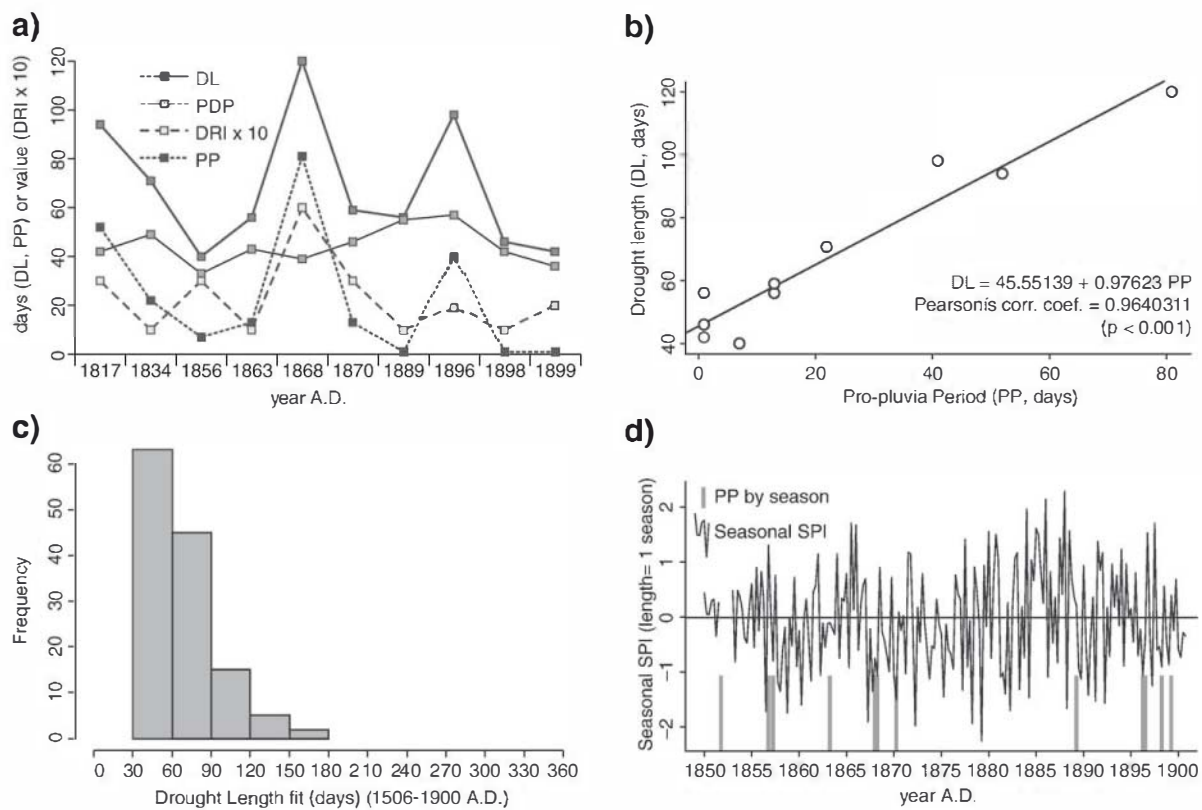 a)
days (DL, PP) or value (DRI x 10)
120
100
80
60
40
20
0
DL
PDP
DRI x 10
PP
1817 1834 1856 1863 1868 1870 1889 1896 1898 1899
year A.D.
b)
Drought length (DL, days)
120
100
80
60
40
DL = 45.55139 + 0.97623 PP
Pearsonís corr. coef. = 0.9640311
(p < 0.001)
0 20 40 60 80
Pro-pluvia Period (PP, days)
c)
Frequency
60
50
40
30
20
10
0
0 30 60 90 120 150 180 210 240 270 300 330 360
Drought Length fit (days) (1506-1900 A.D.)
d)
Seasonal SPI (length= 1 season)
2
1
0
-1
-2
PP by season
Seasonal SPI
1850 1855 1860 1865 1870 1875 1880 1885 1890 1895 1900
year A.D.